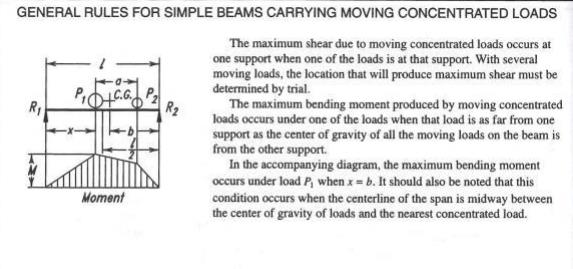 GENERAL RULES FOR SIMPLE BEAMS CARRYING MOVING CONCENTRATED LOADS
The maximum shear due to moving concentrated loads occurs at
one support when one of the loads is at that support. With several
moving loads, the location that will produce maximum shear must be
determined by trial.
The maximum bending moment produced by moving concentrated
loads occurs under one of the loads when that load is as far from one
support as the center of gravity of all the moving loads on the beam is
from the other support.
In the accompanying diagram, the maximum bending moment
occurs under load P₁ when x = b. It should also be noted that this
condition occurs when the centerline of the span is midway between
the center of gravity of loads and the nearest concentrated load.
l
a
P₁ C.G. P₂
R₁ R₂
x b
l/2
M
Moment